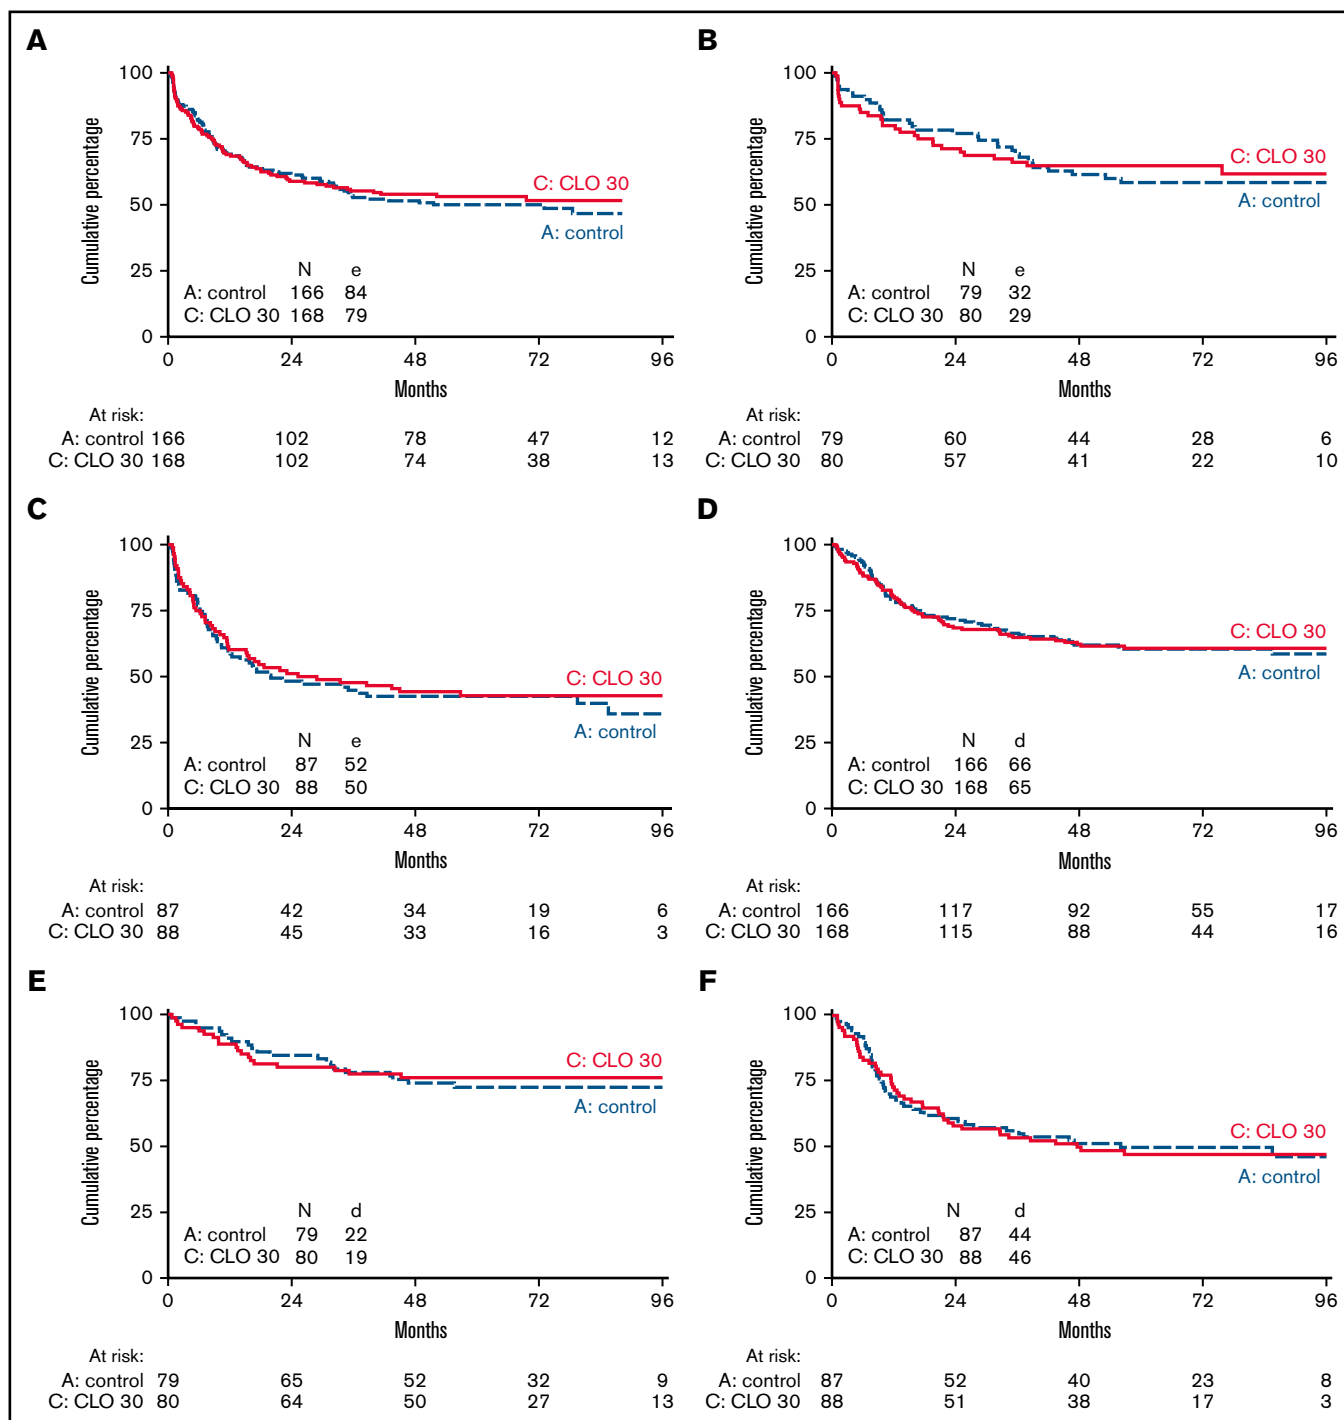 A
100
75
50
25
0
Cumulative percentage
C: CLO 30
A: control
N e
A: control 166 84
C: CLO 30 168 79
0 24 48 72 96
Months
At risk:
A: control 166 102 78 47 12
C: CLO 30 168 102 74 38 13
B
100
75
50
25
0
Cumulative percentage
C: CLO 30
A: control
N e
A: control 79 32
C: CLO 30 80 29
0 24 48 72 96
Months
At risk:
A: control 79 60 44 28 6
C: CLO 30 80 57 41 22 10
C
100
75
50
25
0
Cumulative percentage
C: CLO 30
A: control
N e
A: control 87 52
C: CLO 30 88 50
0 24 48 72 96
Months
At risk:
A: control 87 42 34 19 6
C: CLO 30 88 45 33 16 3
D
100
75
50
25
0
Cumulative percentage
C: CLO 30
A: control
N d
A: control 166 66
C: CLO 30 168 65
0 24 48 72 96
Months
At risk:
A: control 166 117 92 55 17
C: CLO 30 168 115 88 44 16
E
100
75
50
25
0
Cumulative percentage
C: CLO 30
A: control
N d
A: control 79 22
C: CLO 30 80 19
0 24 48 72 96
Months
At risk:
A: control 79 65 52 32 9
C: CLO 30 80 64 50 27 13
F
100
75
50
25
0
Cumulative percentage
C: CLO 30
A: control
N d
A: control 87 44
C: CLO 30 88 46
0 24 48 72 96
Months
At risk:
A: control 87 52 40 23 8
C: CLO 30 88 51 38 17 3